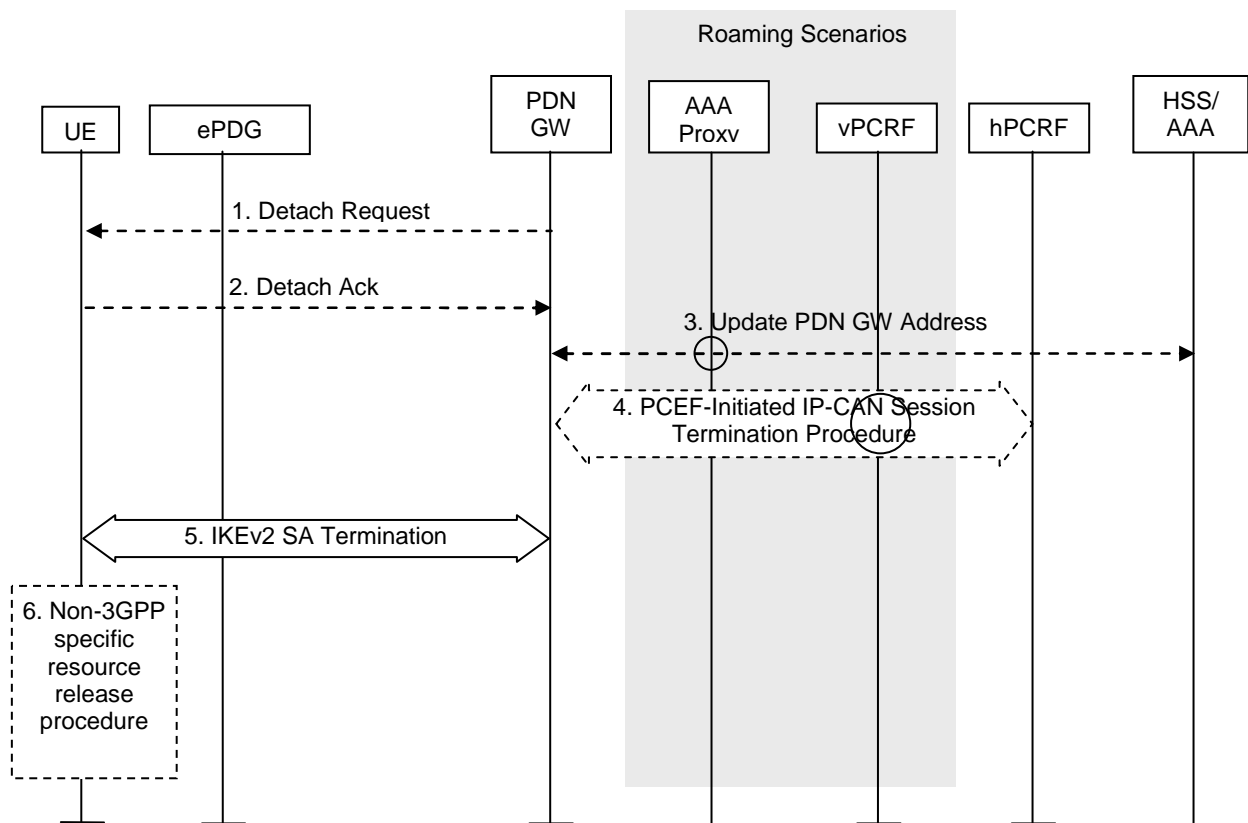 Roaming Scenarios
UE
ePDG
PDN
GW
AAA
Proxv
vPCRF
hPCRF
HSS/
AAA
1. Detach Request
2. Detach Ack
3. Update PDN GW Address
4. PCEF-Initiated IP-CAN Session
Termination Procedure
5. IKEv2 SA Termination
6. Non-3GPP
specific
resource
release
procedure